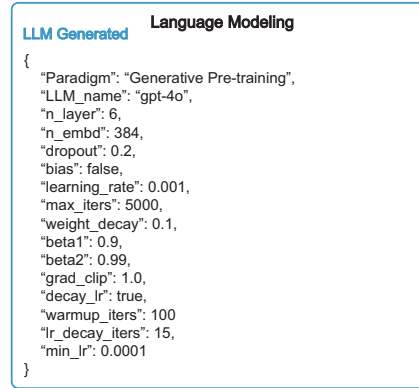 Language Modeling
LLM Generated
{
“Paradigm”: “Generative Pre-training”,
“LLM_name”: “gpt-4o”,
“n_layer”: 6,
“n_embd”: 384,
“dropout”: 0.2,
“bias”: false,
“learning_rate”: 0.001,
“max_iters”: 5000,
“weight_decay”: 0.1,
“beta1”: 0.9,
“beta2”: 0.99,
“grad_clip”: 1.0,
“decay_lr”: true,
“warmup_iters”: 100
“lr_decay_iters”: 15,
“min_lr”: 0.0001
}